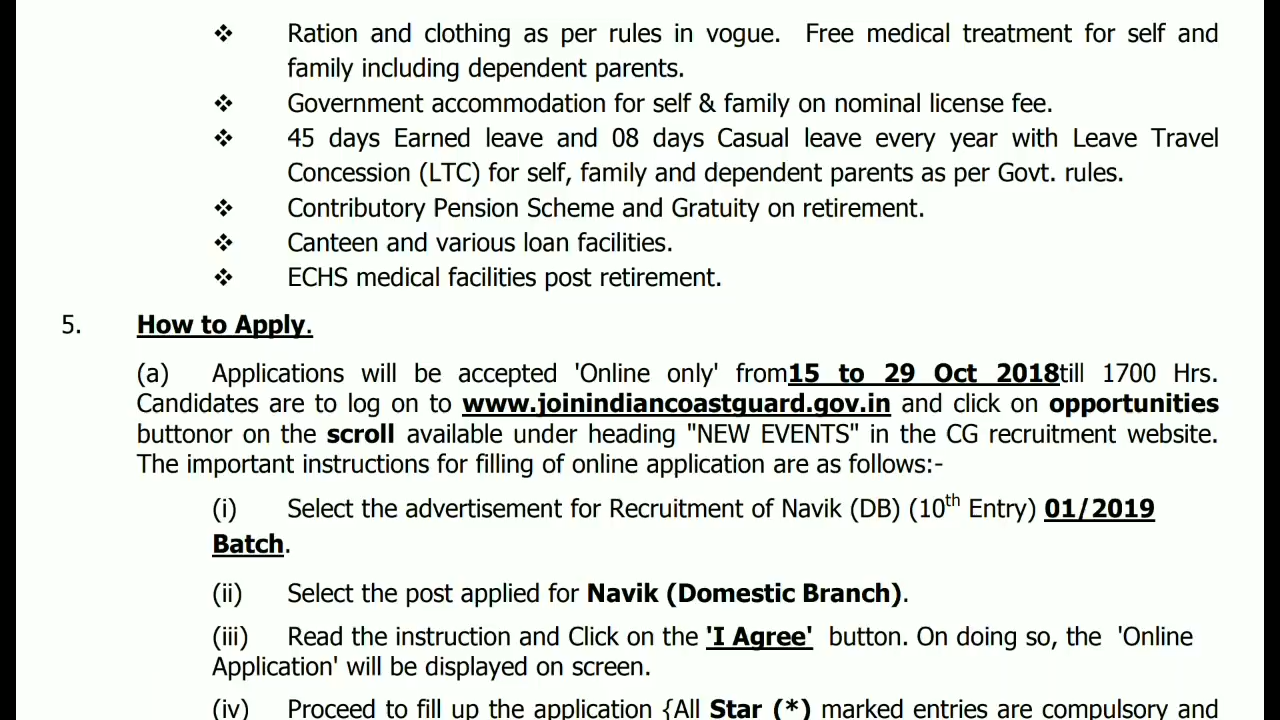 ❖ Ration and clothing as per rules in vogue. Free medical treatment for self and
family including dependent parents.
❖ Government accommodation for self & family on nominal license fee.
❖ 45 days Earned leave and 08 days Casual leave every year with Leave Travel
Concession (LTC) for self, family and dependent parents as per Govt. rules.
❖ Contributory Pension Scheme and Gratuity on retirement.
❖ Canteen and various loan facilities.
❖ ECHS medical facilities post retirement.
5. How to Apply.
(a) Applications will be accepted 'Online only' from15 to 29 Oct 2018till 1700 Hrs.
Candidates are to log on to www.joinindiancoastguard.gov.in and click on opportunities
buttonor on the scroll available under heading "NEW EVENTS" in the CG recruitment website.
The important instructions for filling of online application are as follows:-
(i) Select the advertisement for Recruitment of Navik (DB) (10th Entry) 01/2019
Batch.
(ii) Select the post applied for Navik (Domestic Branch).
(iii) Read the instruction and Click on the 'I Agree' button. On doing so, the 'Online
Application' will be displayed on screen.
(iv) Proceed to fill up the application {All Star (*) marked entries are compulsory and